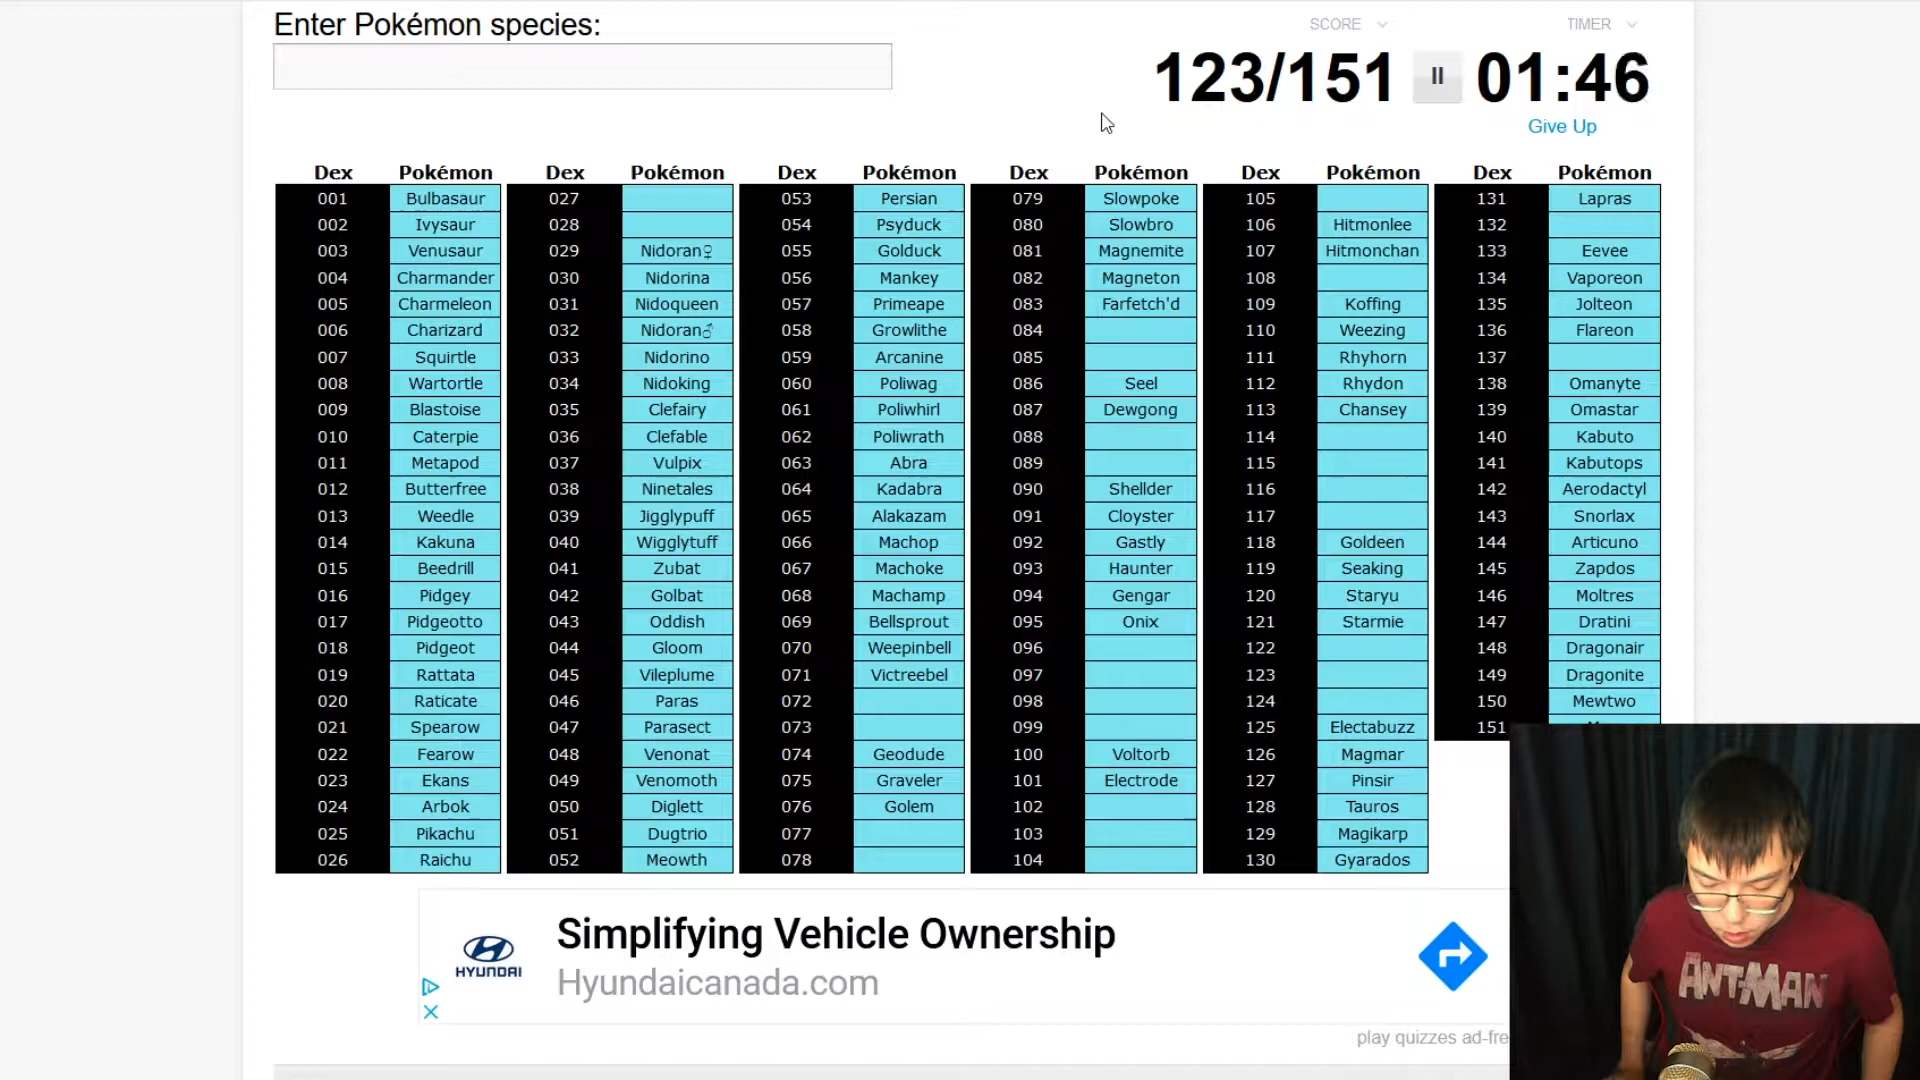 Enter Pokémon species:
SCORE
TIMER
123/151
01:46
Give Up
Dex Pokémon Dex Pokémon Dex Pokémon Dex Pokémon Dex Pokémon Dex Pokémon
001 Bulbasaur 027 053 Persian 079 Slowpoke 105 131 Lapras
002 Ivysaur 028 054 Psyduck 080 Slowbro 106 Hitmonlee 132
003 Venusaur 029 Nidoran♀ 055 Golduck 081 Magnemite 107 Hitmonchan 133 Eevee
004 Charmander 030 Nidorina 056 Mankey 082 Magneton 108 134 Vaporeon
005 Charmeleon 031 Nidoqueen 057 Primeape 083 Farfetch'd 109 Koffing 135 Jolteon
006 Charizard 032 Nidoran♂ 058 Growlithe 084 110 Weezing 136 Flareon
007 Squirtle 033 Nidorino 059 Arcanine 085 111 Rhyhorn 137
008 Wartortle 034 Nidoking 060 Poliwag 086 Seel 112 Rhydon 138 Omanyte
009 Blastoise 035 Clefairy 061 Poliwhirl 087 Dewgong 113 Chansey 139 Omastar
010 Caterpie 036 Clefable 062 Poliwrath 088 114 140 Kabuto
011 Metapod 037 Vulpix 063 Abra 089 115 141 Kabutops
012 Butterfree 038 Ninetales 064 Kadabra 090 Shellder 116 142 Aerodactyl
013 Weedle 039 Jigglypuff 065 Alakazam 091 Cloyster 117 143 Snorlax
014 Kakuna 040 Wigglytuff 066 Machop 092 Gastly 118 Goldeen 144 Articuno
015 Beedrill 041 Zubat 067 Machoke 093 Haunter 119 Seaking 145 Zapdos
016 Pidgey 042 Golbat 068 Machamp 094 Gengar 120 Staryu 146 Moltres
017 Pidgeotto 043 Oddish 069 Bellsprout 095 Onix 121 Starmie 147 Dratini
018 Pidgeot 044 Gloom 070 Weepinbell 096 122 148 Dragonair
019 Rattata 045 Vileplume 071 Victreebel 097 123 149 Dragonite
020 Raticate 046 Paras 072 098 124 150 Mewtwo
021 Spearow 047 Parasect 073 099 125 Electabuzz 151
022 Fearow 048 Venonat 074 Geodude 100 Voltorb 126 Magmar
023 Ekans 049 Venomoth 075 Graveler 101 Electrode 127 Pinsir
024 Arbok 050 Diglett 076 Golem 102 128 Tauros
025 Pikachu 051 Dugtrio 077 103 129 Magikarp
026 Raichu 052 Meowth 078 104 130 Gyarados
HYUNDAI
Simplifying Vehicle Ownership
Hyundaicanada.com
play quizzes ad-fre
ANT-MAN